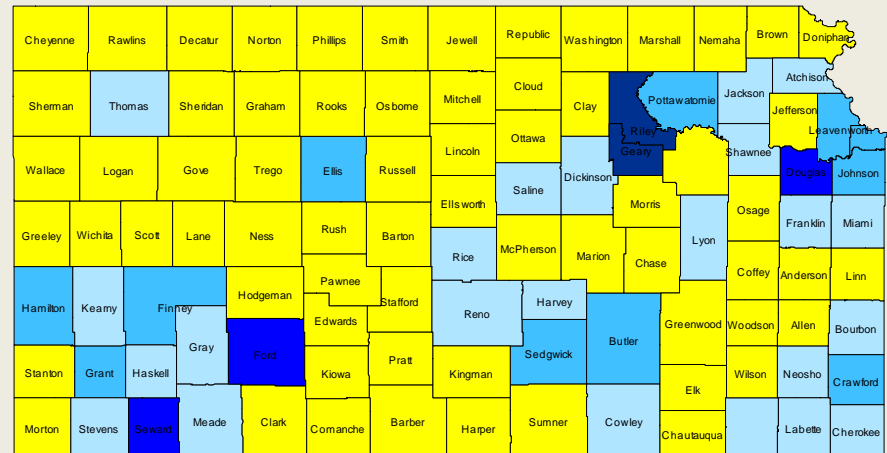 Cheyenne Rawlins Decatur Norton Phillips Smith Jewell Republic Washington Marshall Nemaha Brown Doniphan
Sherman Thomas Sheridan Graham Rooks Osborne Mitchell Cloud Clay Riley Pottawatomie Jackson Atchison
Jefferson Leavenworth
Wallace Logan Gove Trego Ellis Russell Lincoln Ottawa Saline Dickinson Geary Shawnee Douglas Johnson
Greeley Wichita Scott Lane Ness Rush Barton Ellsworth McPherson Marion Morris Chase Lyon Osage Franklin Miami
Rice
Hamilton Kearny Finney Hodgeman Pawnee Stafford Reno Harvey Coffey Anderson Linn
Edwards
Gray Ford Sedgwick Butler Greenwood Woodson Allen Bourbon
Stanton Grant Haskell Kiowa Pratt Kingman Elk Wilson Neosho Crawford
Morton Stevens Seward Meade Clark Comanche Barber Harper Sumner Cowley Chautauqua Labette Cherokee